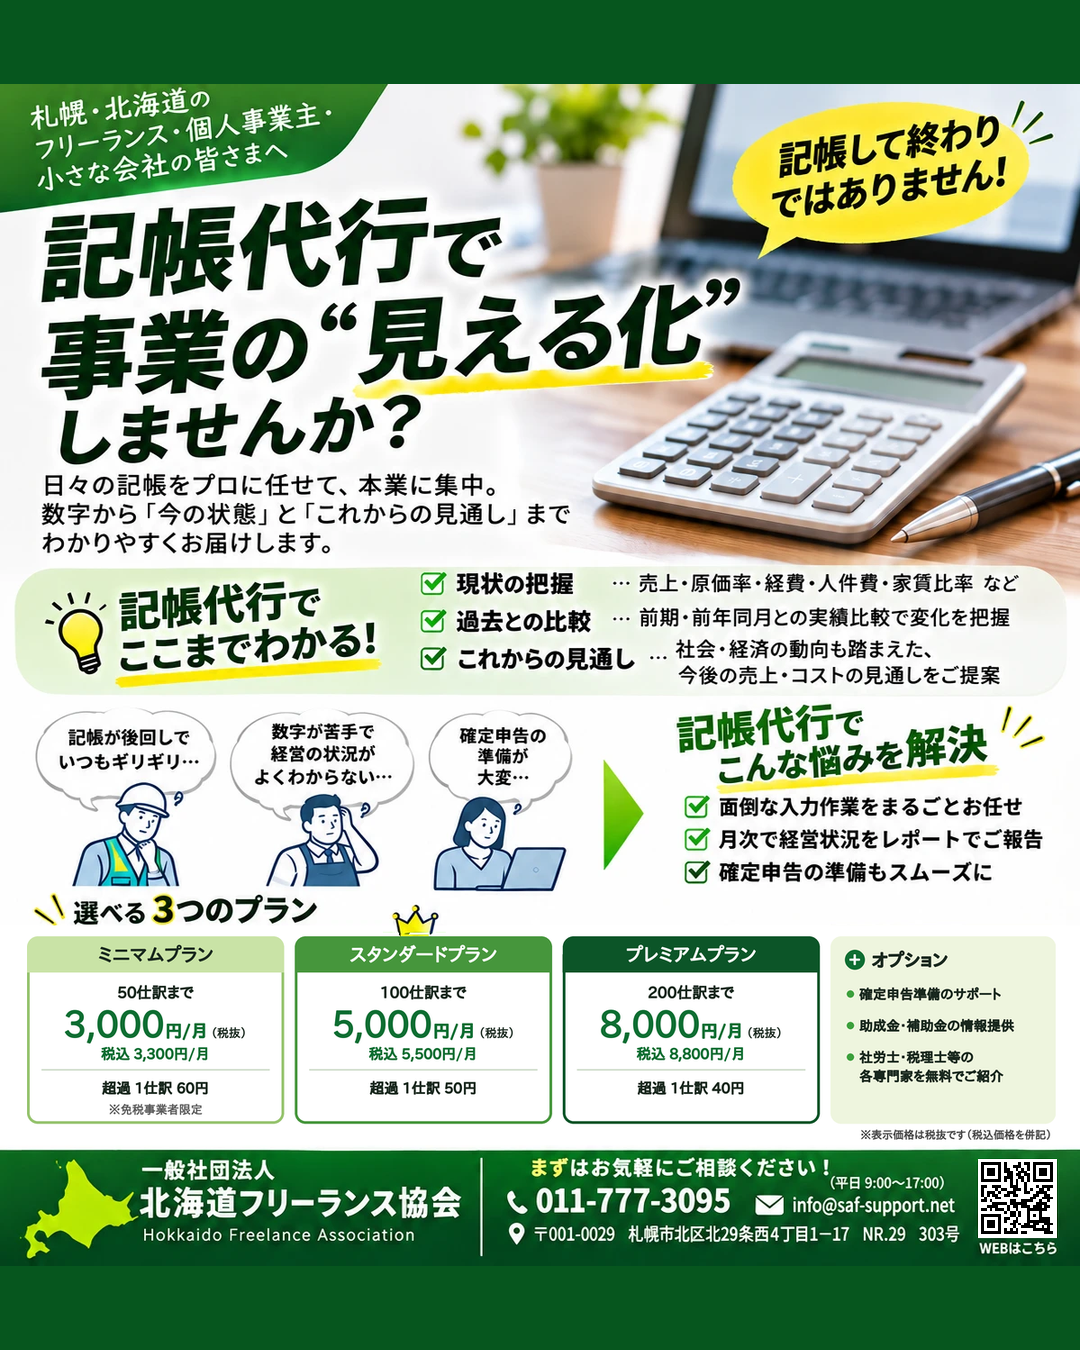 札幌・北海道の
フリーランス・個人事業主・
小さな会社の皆さまへ
記帳して終わり
ではありません!
記帳代行で
事業の“見える化”
しませんか?
日々の記帳をプロに任せて、本業に集中。
数字から「今の状態」と「これからの見通し」まで
わかりやすくお届けします。
記帳代行で
ここまでわかる!
現状の把握 … 売上・原価率・経費・人件費・家賃比率 など
過去との比較 … 前期・前年同月との実績比較で変化を把握
これからの見通し … 社会・経済の動向も踏まえた、
今後の売上・コストの見通しをご提案
記帳が後回しで
いつもギリギリ…
数字が苦手で
経営の状況が
よくわからない…
確定申告の
準備が
大変…
記帳代行で
こんな悩みを解決
面倒な入力作業をまるごとお任せ
月次で経営状況をレポートでご報告
確定申告の準備もスムーズに
選べる3つのプラン
ミニマムプラン
50仕訳まで
3,000円/月(税抜)
税込 3,300円/月
超過 1仕訳 60円
※免税事業者限定
スタンダードプラン
100仕訳まで
5,000円/月(税抜)
税込 5,500円/月
超過 1仕訳 50円
プレミアムプラン
200仕訳まで
8,000円/月(税抜)
税込 8,800円/月
超過 1仕訳 40円
オプション
確定申告準備のサポート
助成金・補助金の情報提供
社労士・税理士等の
各専門家を無料でご紹介
※表示価格は税抜です(税込価格を併記)
一般社団法人
北海道フリーランス協会
Hokkaido Freelance Association
まずはお気軽にご相談ください!
(平日 9:00〜17:00)
011-777-3095 info@saf-support.net
〒001-0029 札幌市北区北29条西4丁目1−17 NR.29 303号
WEBはこちら